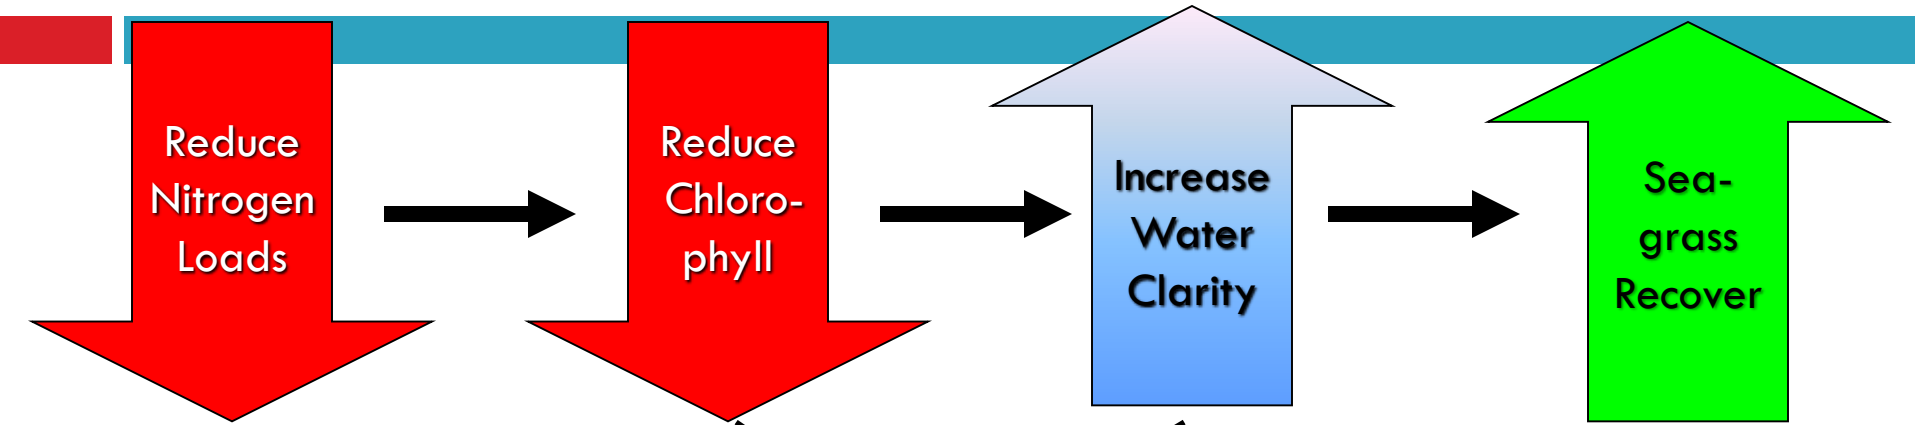 Reduce
Nitrogen
Loads
Reduce
Chloro-
phyll
Increase
Water
Clarity
Sea-
grass
Recover